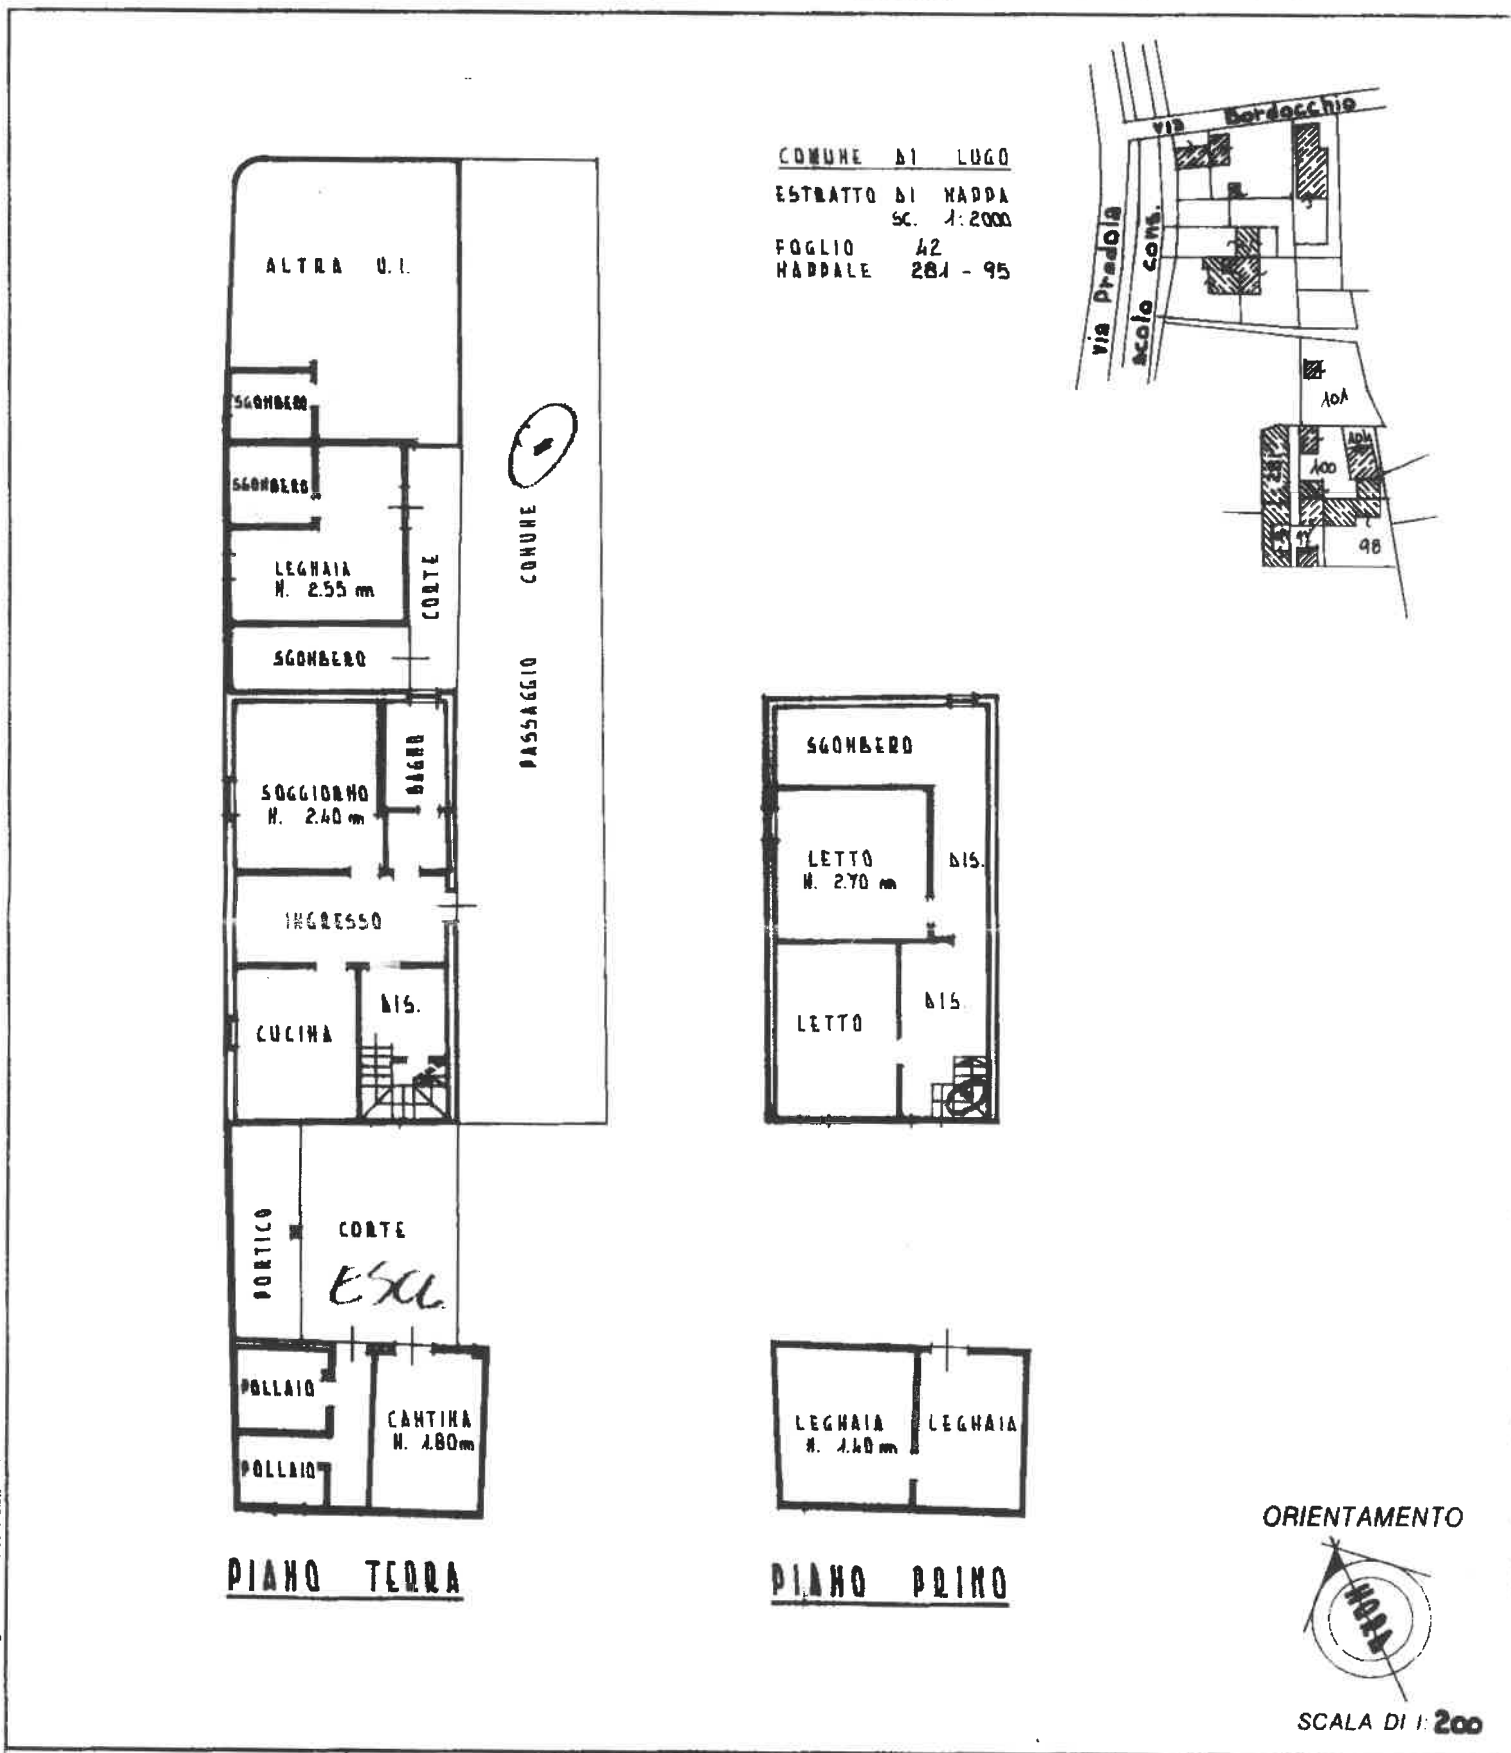 COMUNE DI LUGO
ESTRATTO DI MAPPA
SC. 1:2000
FOGLIO 42
MAPPALE 281 - 95
via Bordocchio
via Pradola
scolo cons.
101
100
98
ALTRA U.I.
SGOMBERO
SGOMBERO
LEGNAIA
H. 2.55 m
CORTE
SGOMBERO
PASSAGGIO COMUNE
SOGGIORNO
H. 2.40 m
BAGNO
INGRESSO
CUCINA
DIS.
PORTICO
CORTE
ESCL.
POLLAIO
POLLAIO
CANTINA
H. 1.80 m
PIANO TERRA
SGOMBERO
LETTO
H. 2.70 m
DIS.
LETTO
DIS.
LEGNAIA
H. 1.40 m
LEGNAIA
PIANO PRIMO
ORIENTAMENTO
NORD
SCALA DI 1: 200